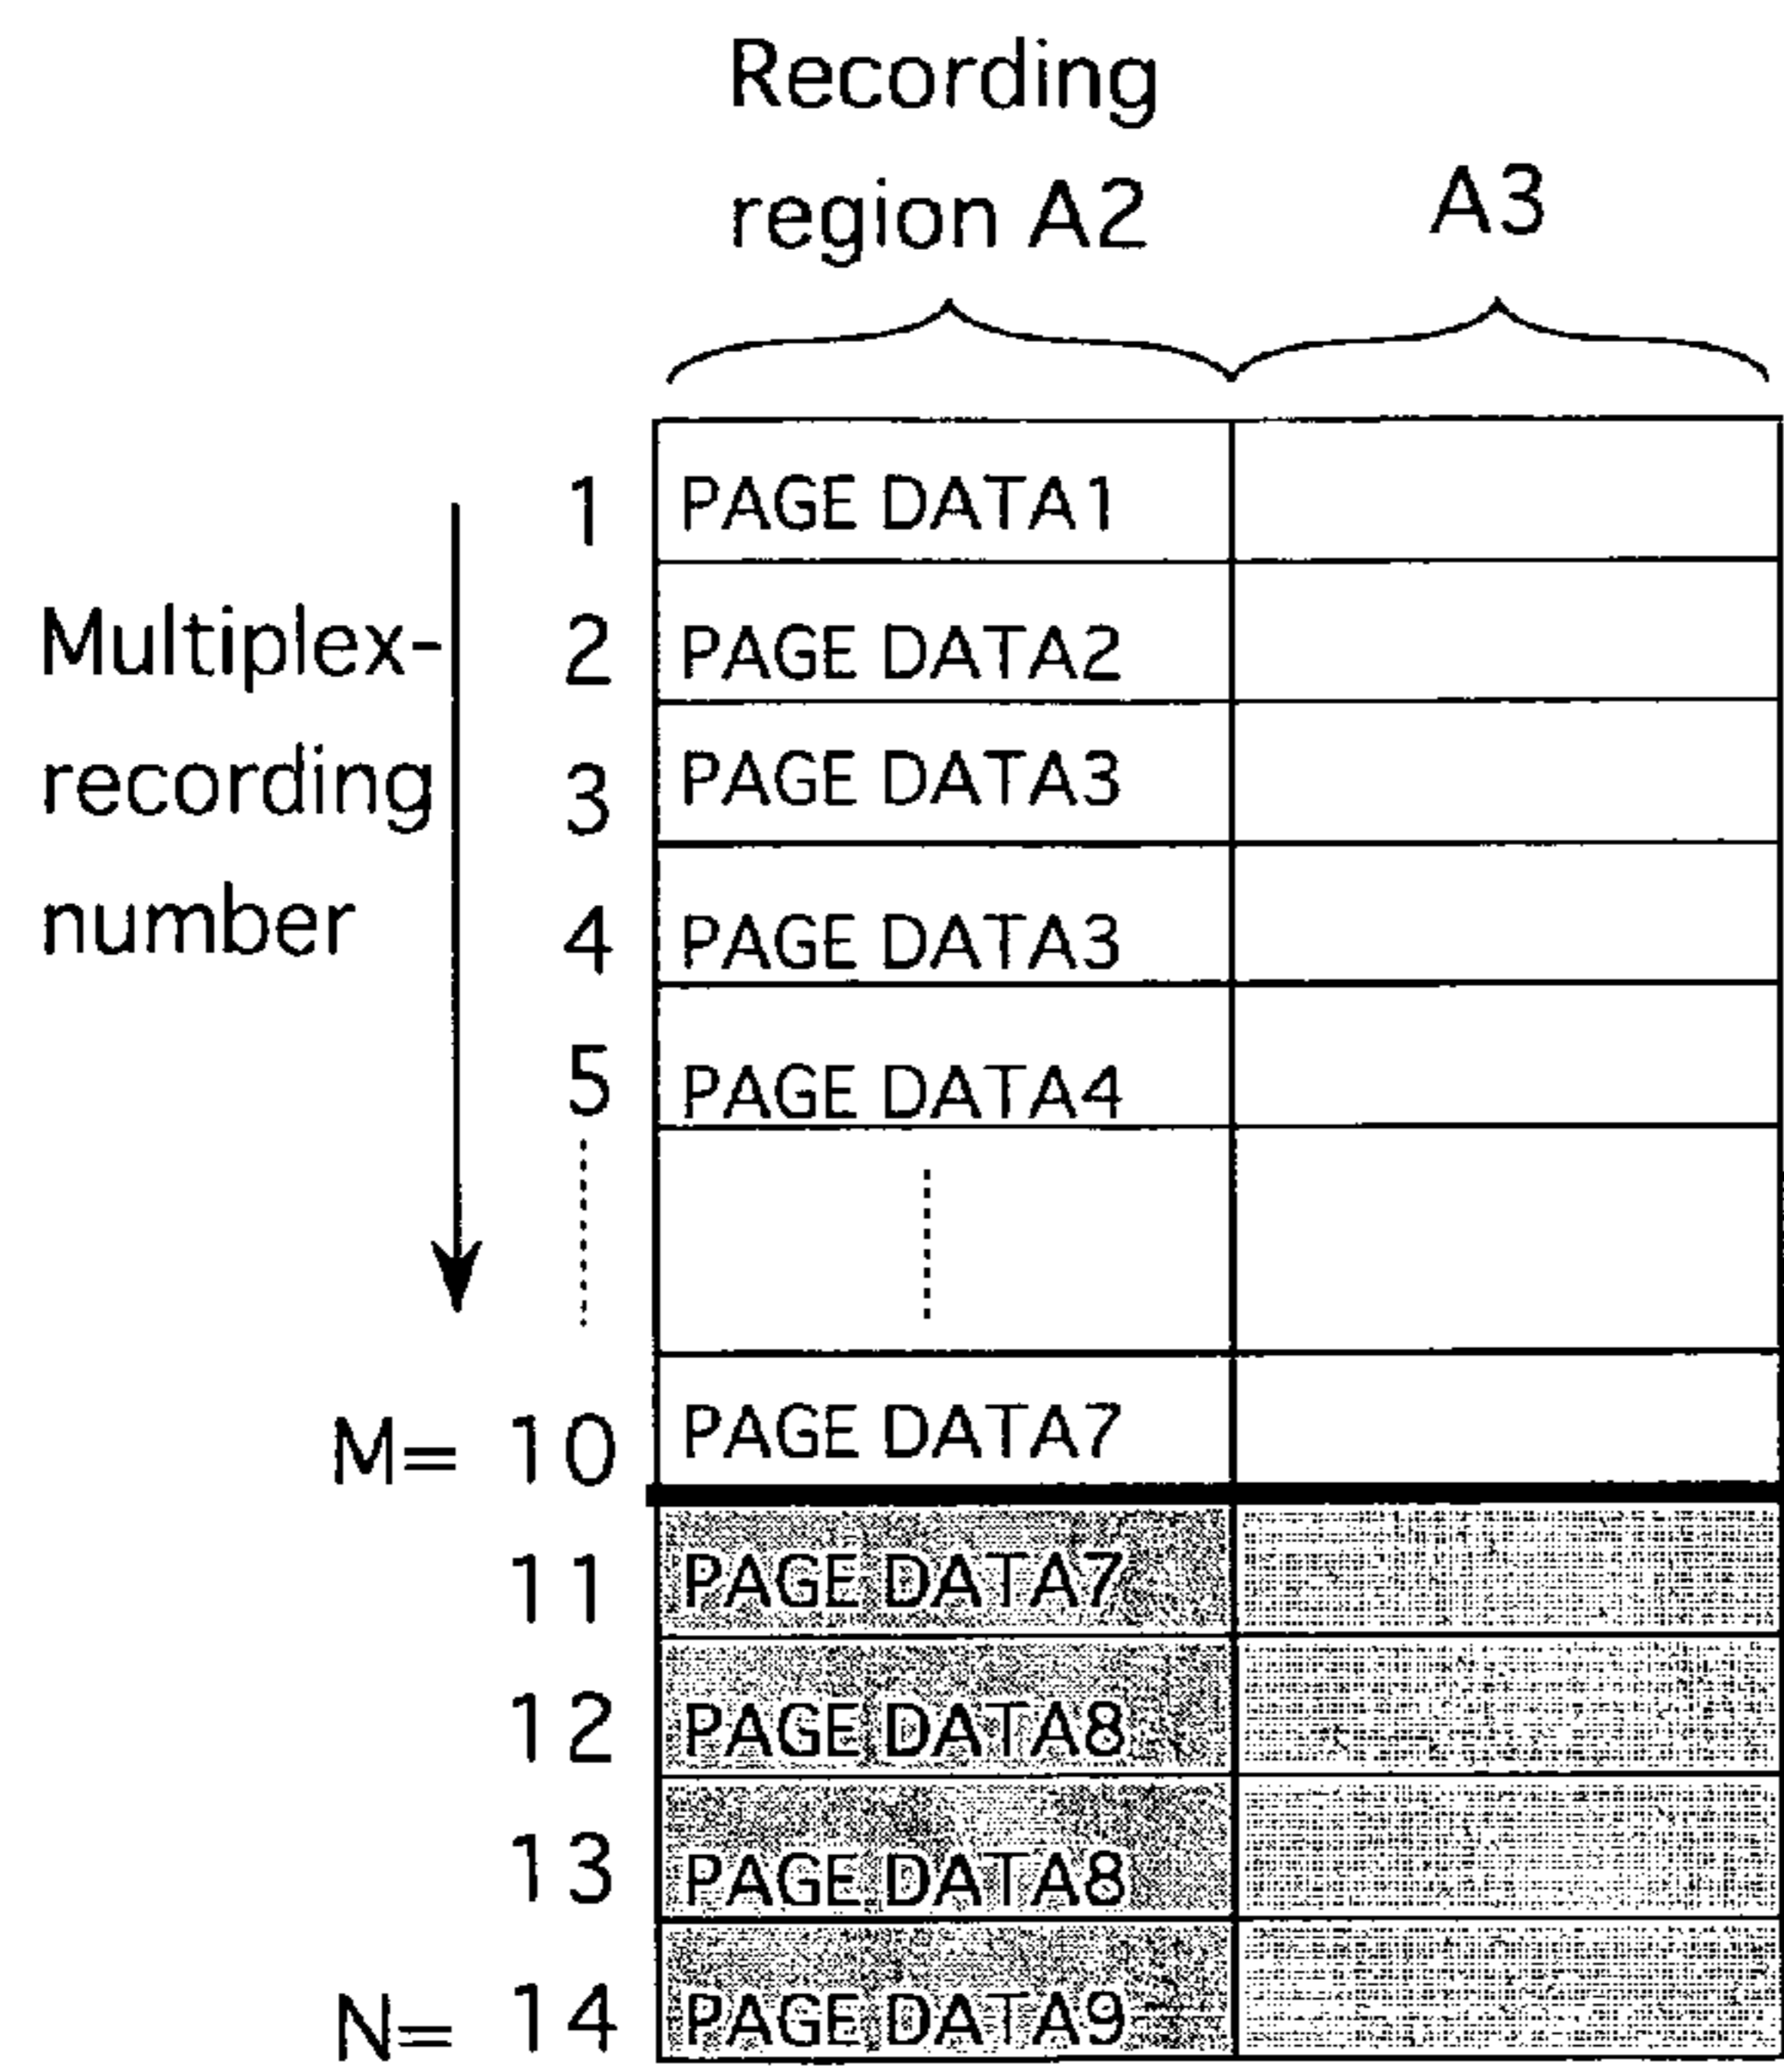 Recording
region A2
A3
Multiplex-
recording
number
1 PAGE DATA1
2 PAGE DATA2
3 PAGE DATA3
4 PAGE DATA3
5 PAGE DATA4
M= 10 PAGE DATA7
11 PAGE DATA7
12 PAGE DATA8
13 PAGE DATA8
N= 14 PAGE DATA9